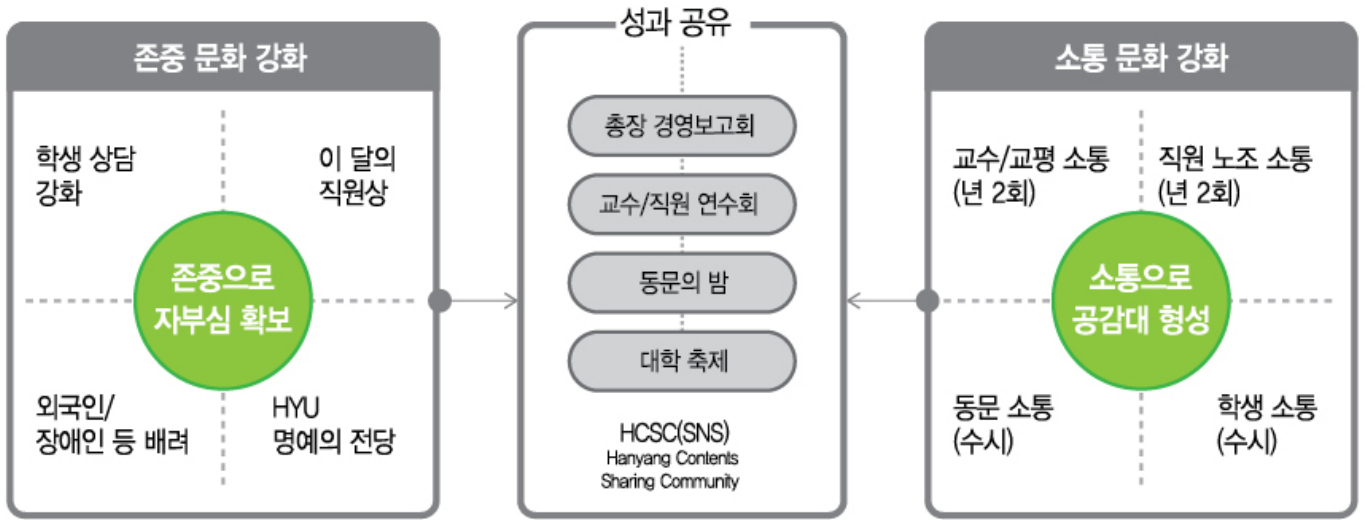 존중 문화 강화
학생 상담
강화
이 달의
직원상
존중으로
자부심 확보
외국인/
장애인 등 배려
HYU
명예의 전당
성과 공유
총장 경영보고회
교수/직원 연수회
동문의 밤
대학 축제
HCSC(SNS)
Hanyang Contents
Sharing Community
소통 문화 강화
교수/교평 소통
(년 2회)
직원 노조 소통
(년 2회)
소통으로
공감대 형성
동문 소통
(수시)
학생 소통
(수시)